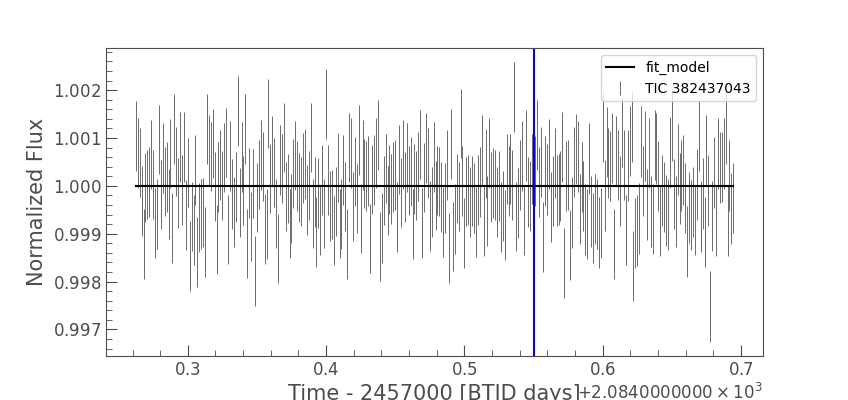 fit_model
TIC 382437043
Normalized Flux
1.002
1.001
1.000
0.999
0.998
0.997
0.3 0.4 0.5 0.6 0.7
Time - 2457000 [BTJD days]
+2.0840000000 × 10³